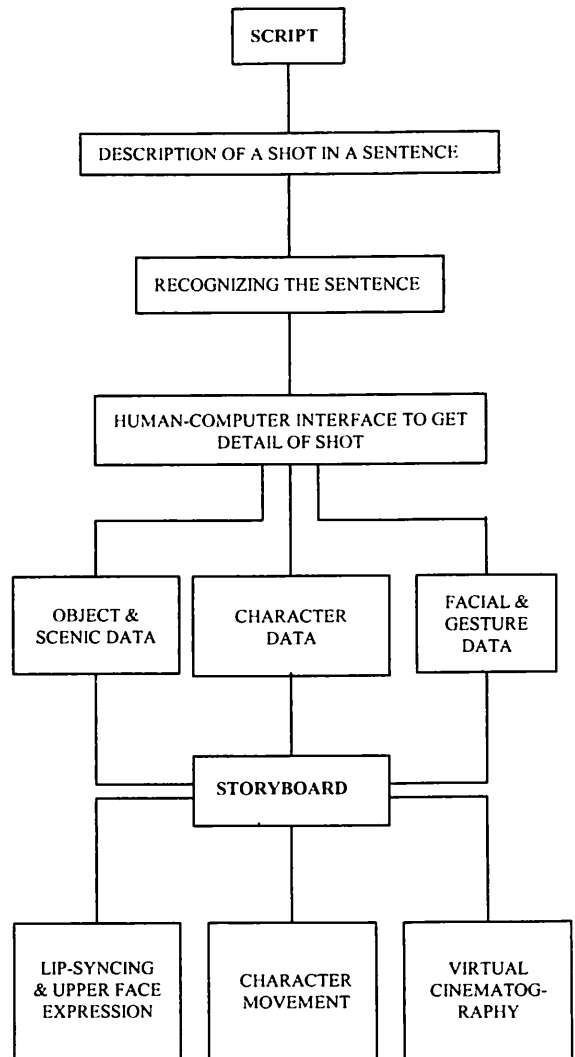 SCRIPT
DESCRIPTION OF A SHOT IN A SENTENCE
RECOGNIZING THE SENTENCE
HUMAN-COMPUTER INTERFACE TO GET
DETAIL OF SHOT
OBJECT &
SCENIC DATA
CHARACTER
DATA
FACIAL &
GESTURE
DATA
STORYBOARD
LIP-SYNCING
& UPPER FACE
EXPRESSION
CHARACTER
MOVEMENT
VIRTUAL
CINEMATOG-
RAPHY